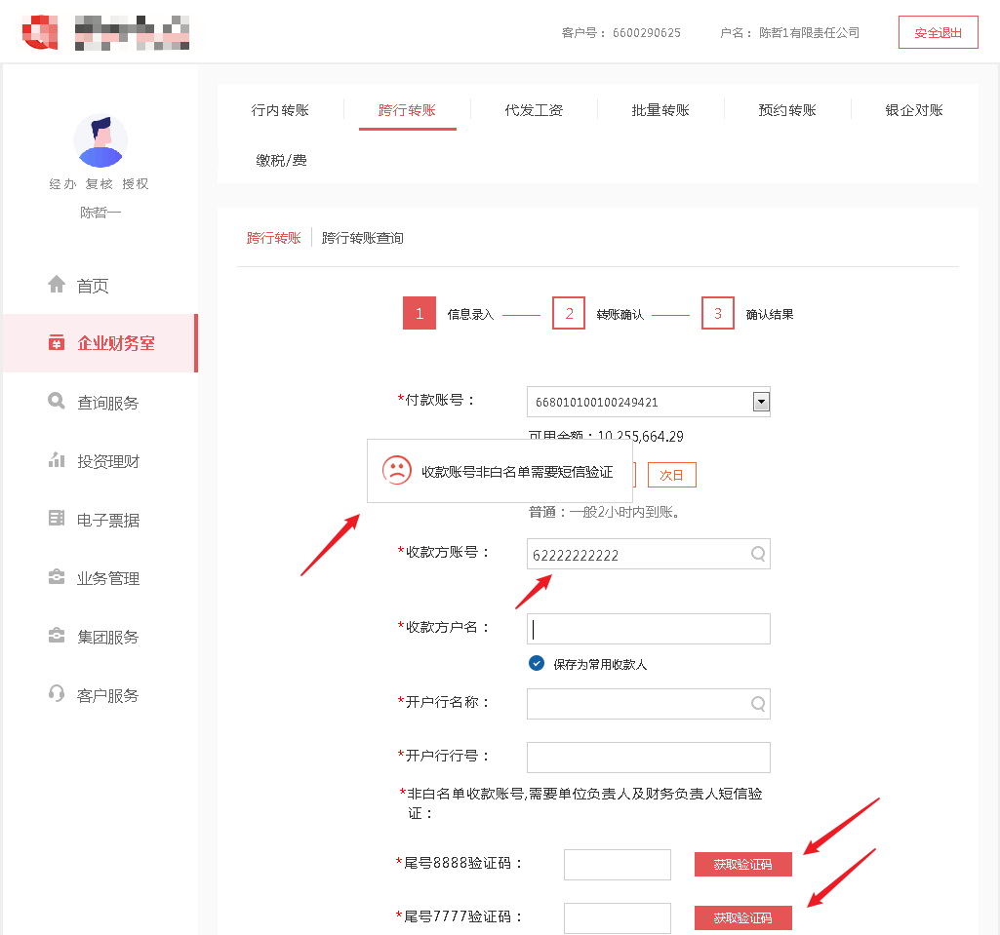 客户号： 6600290625 户名： 陈哲1有限责任公司 安全退出
行内转账 跨行转账 代发工资 批量转账 预约转账 银企对账
缴税/费
经办 复核 授权
陈哲一
首页
企业财务室
查询服务
投资理财
电子票据
业务管理
集团服务
客户服务
跨行转账 跨行转账查询
1 信息录入 2 转账确认 3 确认结果
*付款账号： 668010100100249421
可用金额：10,255,664.29
收款账号非白名单需要短信验证
次日
普通：一般2小时内到账。
*收款方账号： 62222222222
*收款方户名：
保存为常用收款人
*开户行名称：
*开户行行号：
*非白名单收款账号,需要单位负责人及财务负责人短信验
证：
*尾号8888验证码： 获取验证码
*尾号7777验证码： 获取验证码